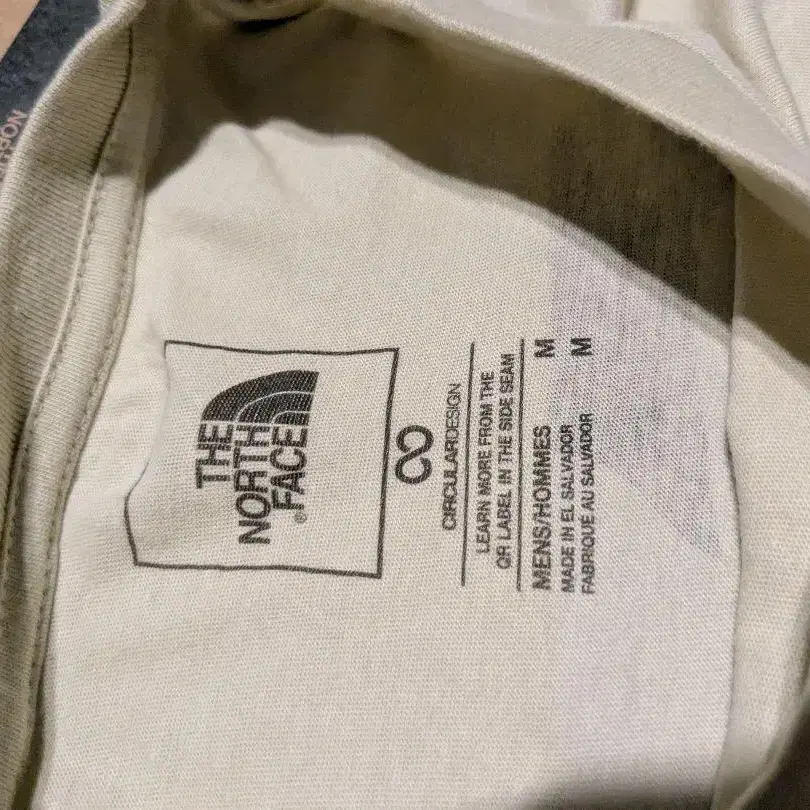 THE
NORTH
FACE®
CIRCULARDESIGN
LEARN MORE FROM THE
QR LABEL IN THE SIDE SEAM
MENS/HOMMES M
MADE IN EL SALVADOR
FABRIQUÉ AU SALVADOR M